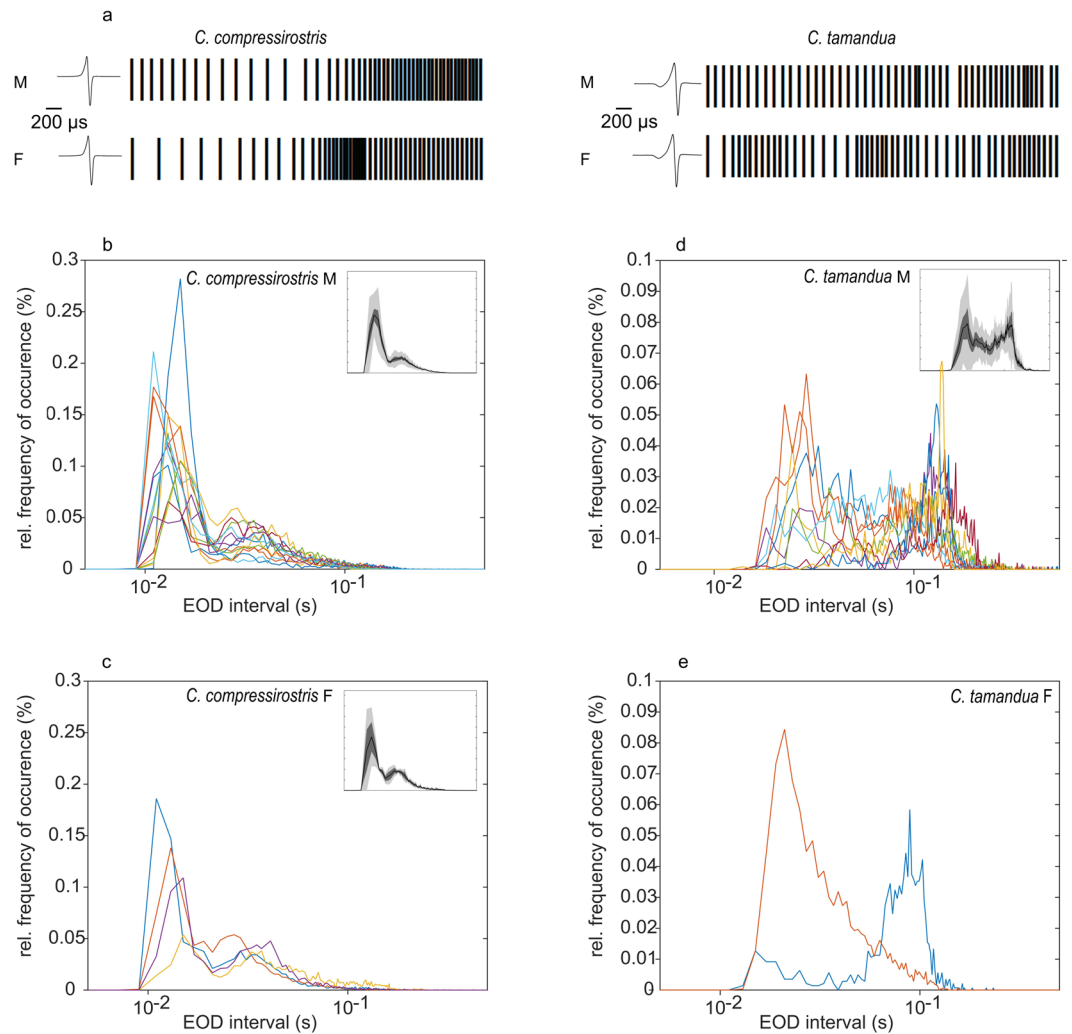 a
C. compressirostris
C. tamandua
M
M
200 µs
200 µs
F
F
b
C. compressirostris M
rel. frequency of occurence (%)
0.3
0.25
0.2
0.15
0.1
0.05
0
10-2
10-1
EOD interval (s)
d
C. tamandua M
rel. frequency of occurence (%)
0.1
0.09
0.08
0.07
0.06
0.05
0.04
0.03
0.02
0.01
0
10-2
10-1
EOD interval (s)
c
C. compressirostris F
rel. frequency of occurence (%)
0.3
0.25
0.2
0.15
0.1
0.05
0
10-2
10-1
EOD interval (s)
e
C. tamandua F
rel. frequency of occurence (%)
0.1
0.09
0.08
0.07
0.06
0.05
0.04
0.03
0.02
0.01
0
10-2
10-1
EOD interval (s)